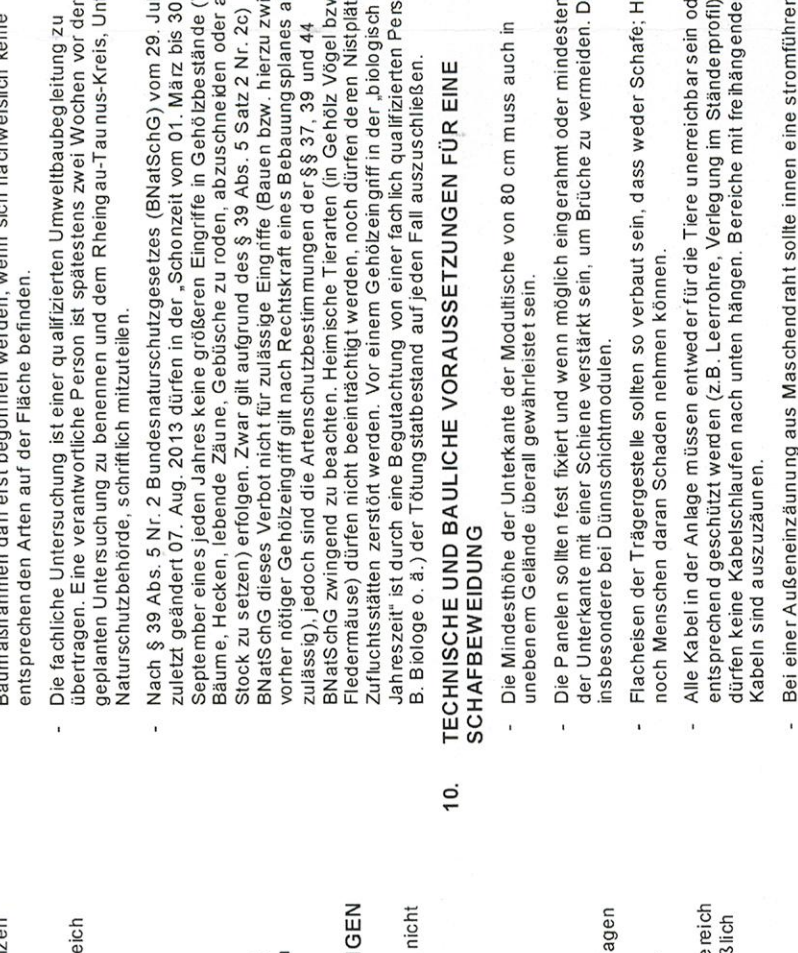 entsprechenden Arten auf der Fläche befinden.
- Die fachliche Untersuchung ist einer qualifizierten Umweltbaubegleitung zu
übertragen. Eine verantwortliche Person ist spätestens zwei Wochen vor der
geplanten Untersuchung zu benennen und dem Rheingau-Taunus-Kreis, Unt
Naturschutzbehörde, schriftlich mitzuteilen.
- Nach § 39 Abs. 5 Nr. 2 Bundesnaturschutzgesetzes (BNatSchG) vom 29. Ju
zuletzt geändert 07. Aug. 2013 dürfen in der „Schonzeit vom 01. März bis 30
September eines jeden Jahres keine größeren Eingriffe in Gehölzbestände (
Bäume, Hecken, lebende Zäune, Gebüsche zu roden, abzuschneiden oder a
Stock zu setzen) erfolgen. Zwar gilt aufgrund des § 39 Abs. 5 Satz 2 Nr. 2c)
BNatSchG dieses Verbot nicht für zulässige Eingriffe (Bauen bzw. hierzu zwi
vorher nötiger Gehölzeingriff gilt nach Rechtskraft eines Bebauungsplanes a
zulässig), jedoch sind die Artenschutzbestimmungen der §§ 37, 39 und 44
BNatSchG zwingend zu beachten. Heimische Tierarten (in Gehölz Vögel bzw
Fledermäuse) dürfen nicht beeinträchtigt werden, noch dürfen deren Nistplät
Zufluchtsstätten zerstört werden. Vor einem Gehölzeingriff in der „biologisch
Jahreszeit“ ist durch eine Begutachtung von einer fachlich qualifizierten Pers
B. Biologe o. ä.) der Tötungstatbestand auf jeden Fall auszuschließen.
10. TECHNISCHE UND BAULICHE VORAUSSETZUNGEN FÜR EINE
SCHAFBEWEIDUNG
- Die Mindesthöhe der Unterkante der Modultische von 80 cm muss auch in
unebenem Gelände überall gewährleistet sein.
- Die Panelen sollten fest fixiert und wenn möglich eingerahmt oder mindesten
der Unterkante mit einer Schiene verstärkt sein, um Brüche zu vermeiden. D
insbesondere bei Dünnschichtmodulen.
- Flacheisen der Trägergestelle sollten so verbaut sein, dass weder Schafe; H
noch Menschen daran Schaden nehmen können.
- Alle Kabel in der Anlage müssen entweder für die Tiere unerreichbar sein od
entsprechend geschützt werden (z.B. Leerrohre, Verlegung im Ständerprofil)
dürfen keine Kabelschlaufen nach unten hängen. Bereiche mit freihängende
Kabeln sind auszuzäunen.
- Bei einer Außeneinzäunung aus Maschendraht sollte innen eine stromführer
zen
eich
GEN
nicht
agen
ereich
ßlich